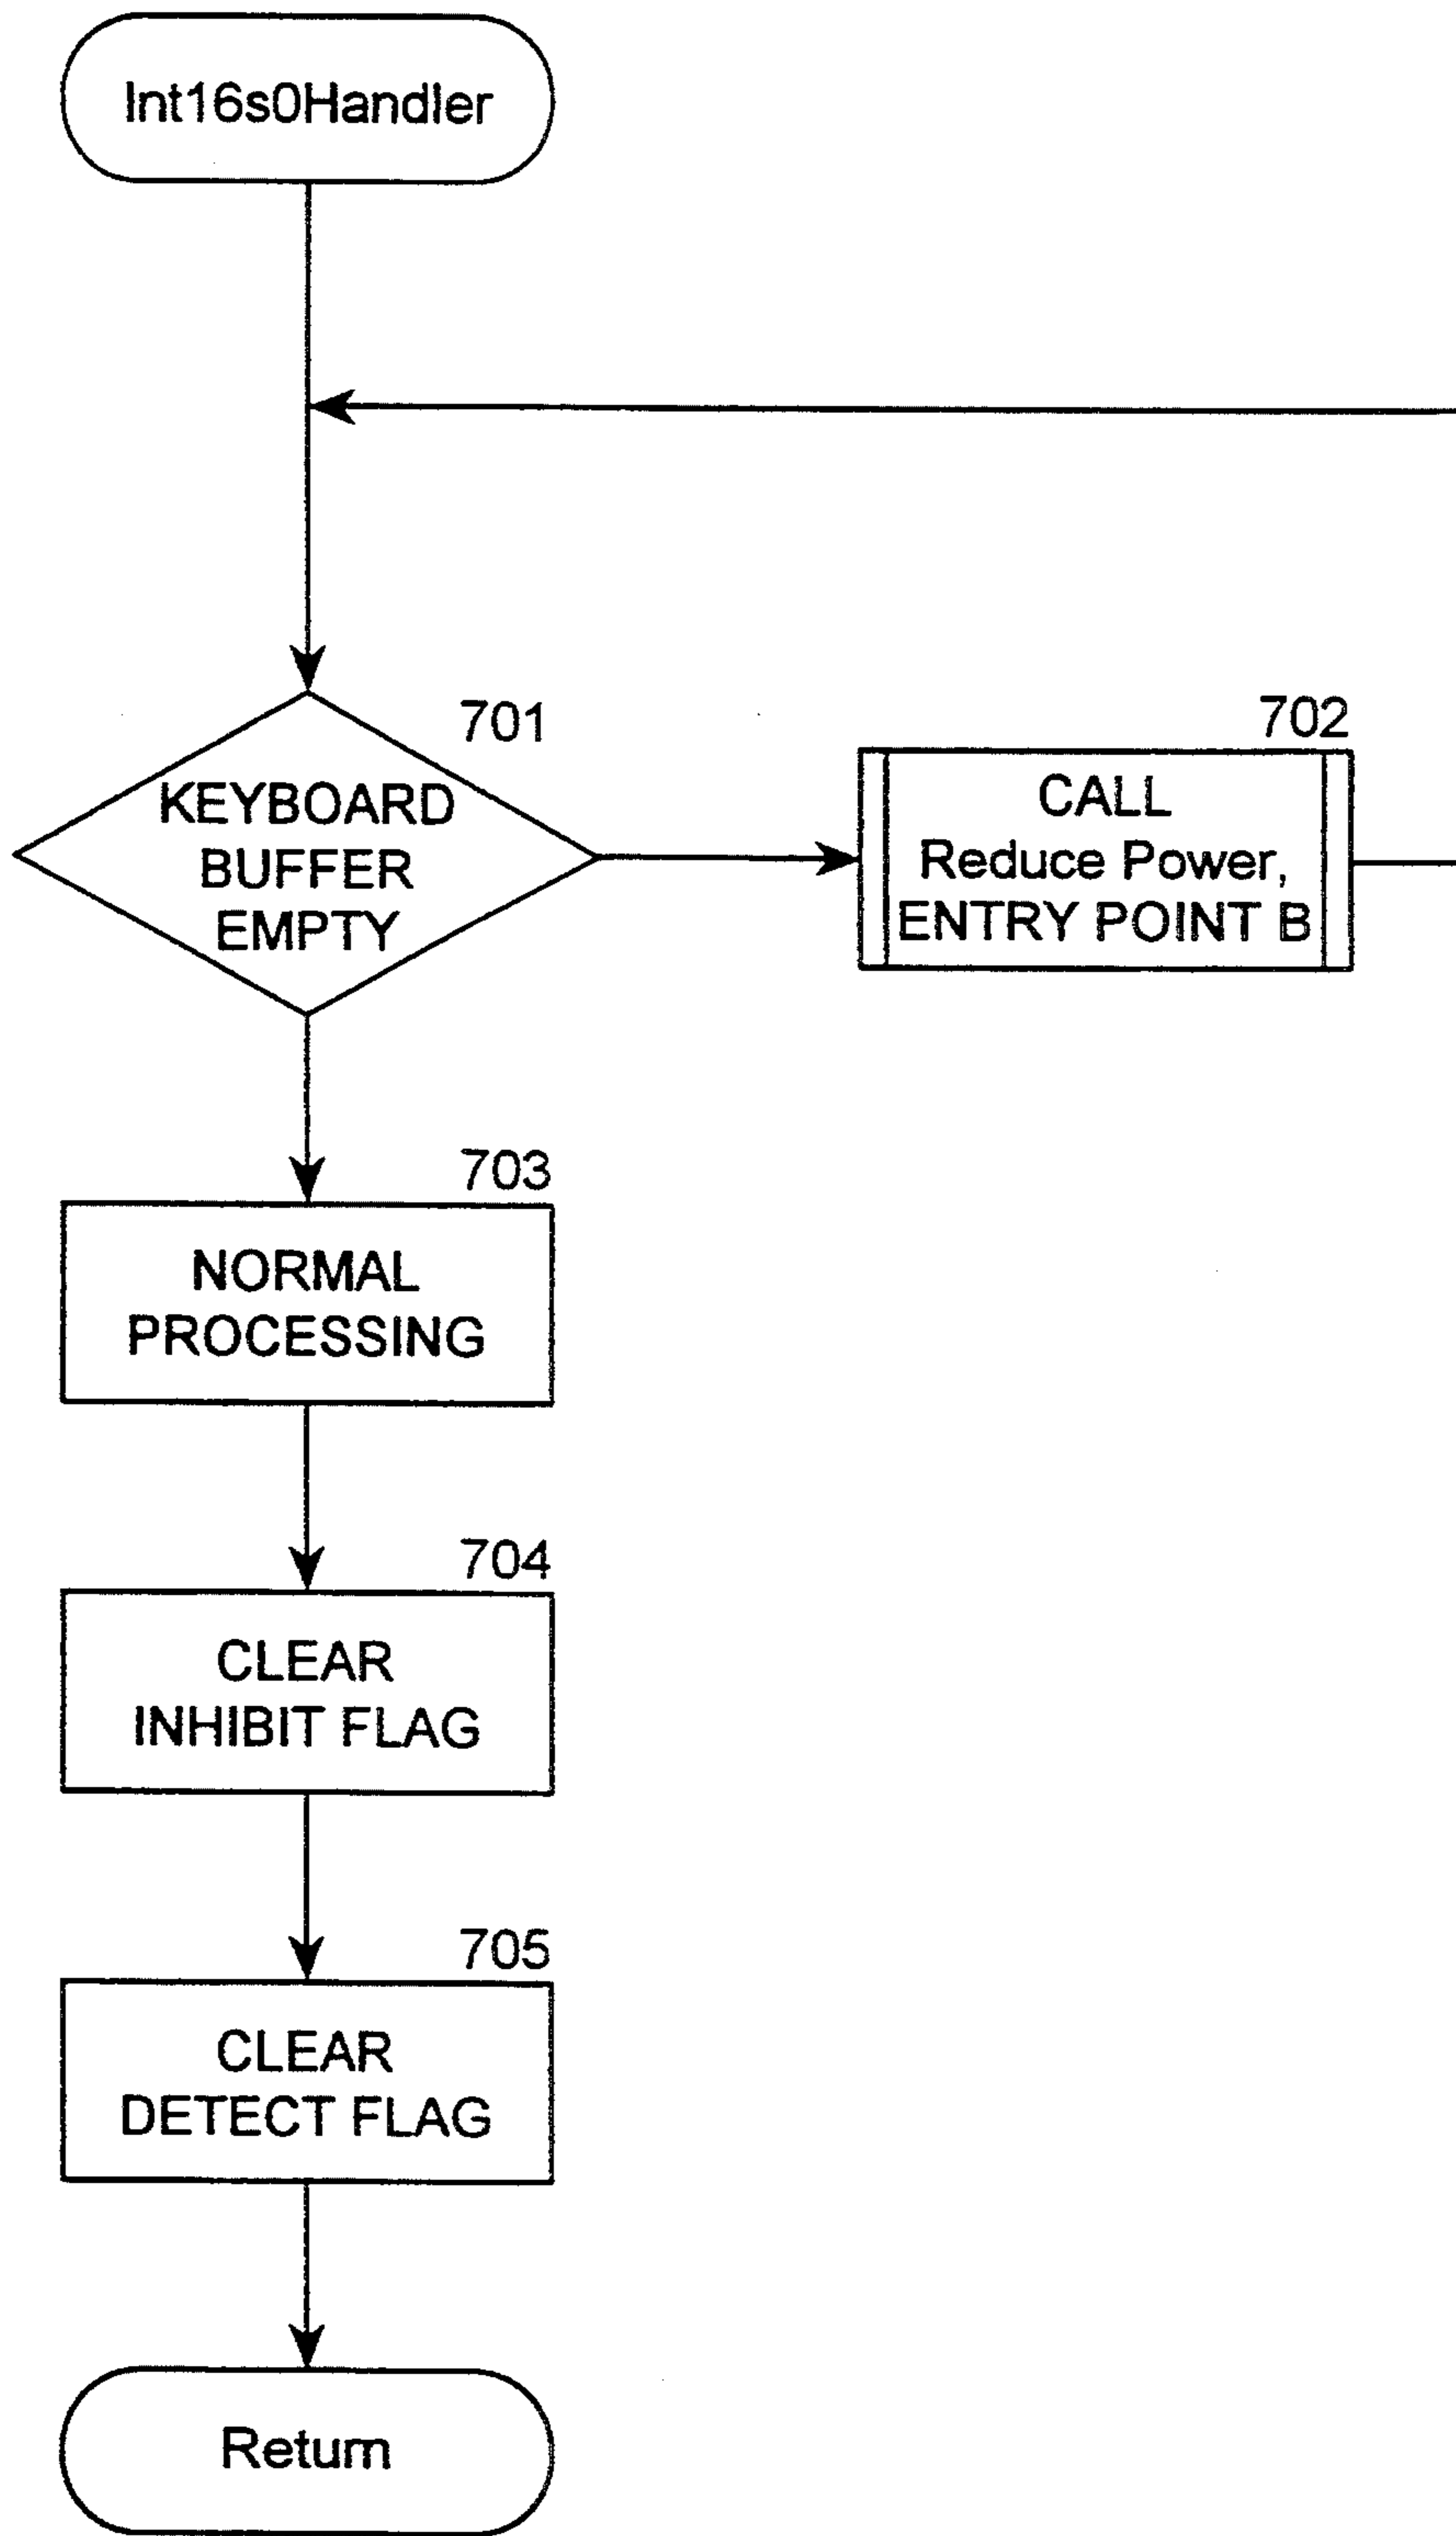 Int16s0Handler
701
KEYBOARD
BUFFER
EMPTY
702
CALL
Reduce Power,
ENTRY POINT B
703
NORMAL
PROCESSING
704
CLEAR
INHIBIT FLAG
705
CLEAR
DETECT FLAG
Return